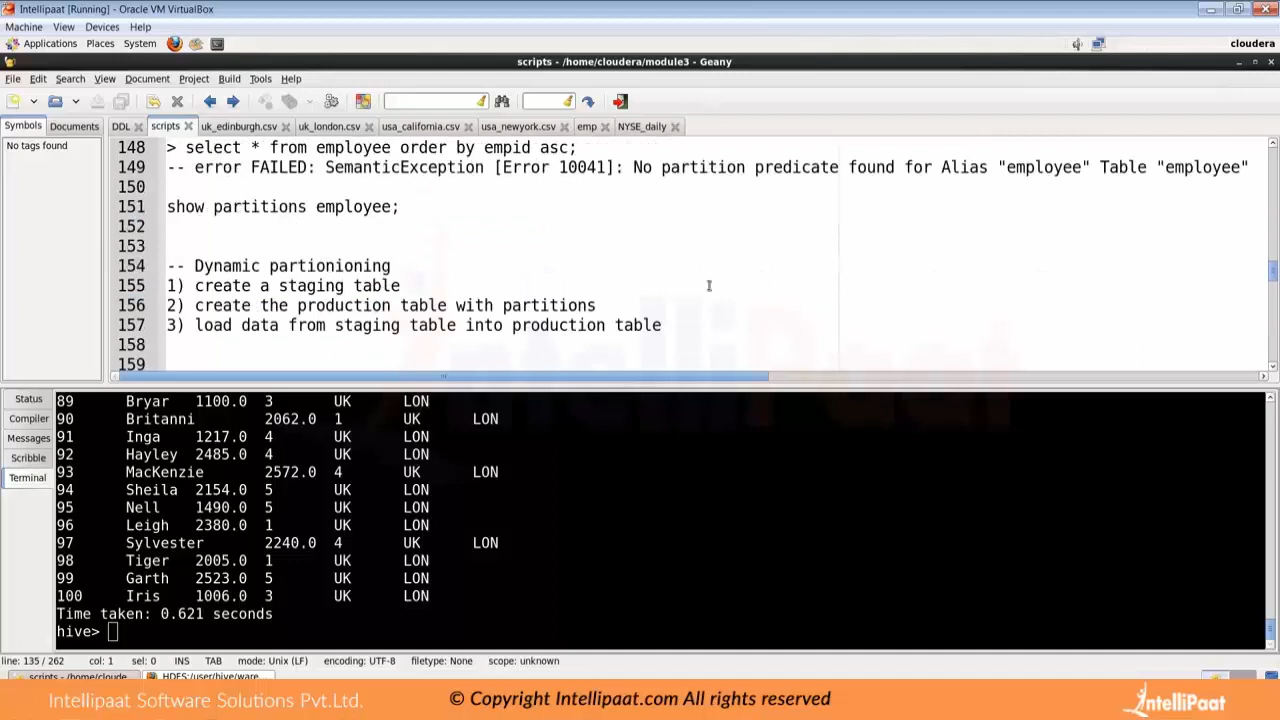 Intellipaat [Running] - Oracle VM VirtualBox
Machine View Devices Help
Applications Places System cloudera
scripts - /home/cloudera/module3 - Geany
File Edit Search View Document Project Build Tools Help
Symbols Documents DDL scripts uk_edinburgh.csv uk_london.csv usa_california.csv usa_newyork.csv emp NYSE_daily
No tags found
148 > select * from employee order by empid asc;
149 -- error FAILED: SemanticException [Error 10041]: No partition predicate found for Alias "employee" Table "employee"
150
151 show partitions employee;
152
153
154 -- Dynamic partionioning
155 1) create a staging table
156 2) create the production table with partitions
157 3) load data from staging table into production table
158
159
IntelliPaat
Status
Compiler
Messages
Scribble
Terminal
89 Bryar 1100.0 3 UK LON
90 Britanni 2062.0 1 UK LON
91 Inga 1217.0 4 UK LON
92 Hayley 2485.0 4 UK LON
93 MacKenzie 2572.0 4 UK LON
94 Sheila 2154.0 5 UK LON
95 Nell 1490.0 5 UK LON
96 Leigh 2380.0 1 UK LON
97 Sylvester 2240.0 4 UK LON
98 Tiger 2005.0 1 UK LON
99 Garth 2523.0 5 UK LON
100 Iris 1006.0 3 UK LON
Time taken: 0.621 seconds
hive>
line: 135 / 262 col: 1 sel: 0 INS TAB mode: Unix (LF) encoding: UTF-8 filetype: None scope: unknown
scripts - /home/cloude... HDFS:/user/hive/ware...
Intellipaat Software Solutions Pvt.Ltd. © Copyright Intellipaat.com All rights reserved IntelliPaat